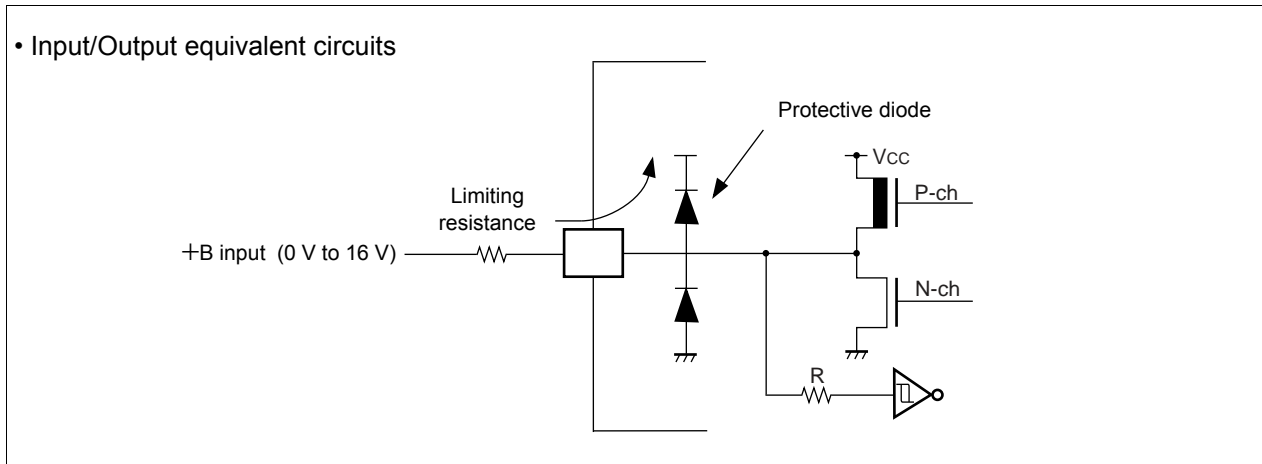 • Input/Output equivalent circuits
Protective diode
VCC
P-ch
Limiting
resistance
+B input (0 V to 16 V)
N-ch
R